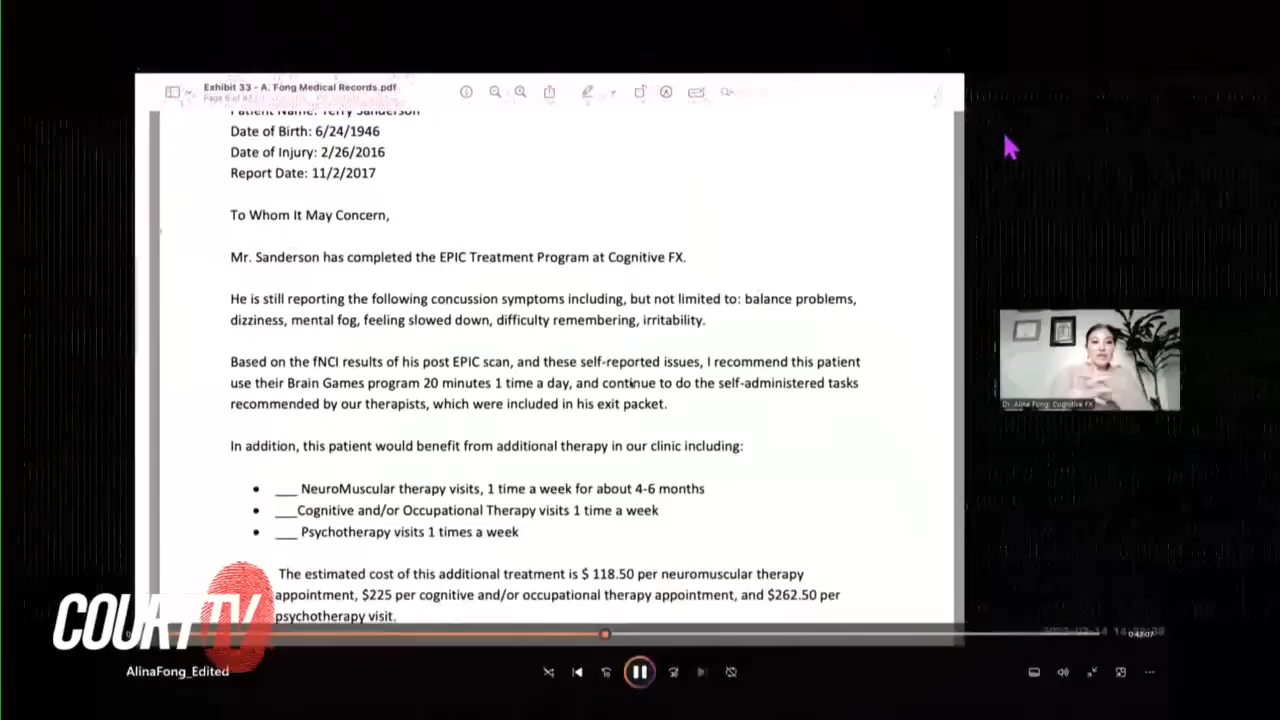 Exhibit 33 - A. Fong Medical Records.pdf
Patient Name: Terry Sanderson
Date of Birth: 6/24/1946
Date of Injury: 2/26/2016
Report Date: 11/2/2017
To Whom It May Concern,
Mr. Sanderson has completed the EPIC Treatment Program at Cognitive FX.
He is still reporting the following concussion symptoms including, but not limited to: balance problems,
dizziness, mental fog, feeling slowed down, difficulty remembering, irritability.
Based on the fNCI results of his post EPIC scan, and these self-reported issues, I recommend this patient
use their Brain Games program 20 minutes 1 time a day, and continue to do the self-administered tasks
recommended by our therapists, which were included in his exit packet.
In addition, this patient would benefit from additional therapy in our clinic including:
• ___ NeuroMuscular therapy visits, 1 time a week for about 4-6 months
• ___Cognitive and/or Occupational Therapy visits 1 time a week
• ___ Psychotherapy visits 1 times a week
The estimated cost of this additional treatment is $ 118.50 per neuromuscular therapy
appointment, $225 per cognitive and/or occupational therapy appointment, and $262.50 per
psychotherapy visit.
Dr. Alina Fong, Cognitive FX
COURT TV
AlinaFong_Edited